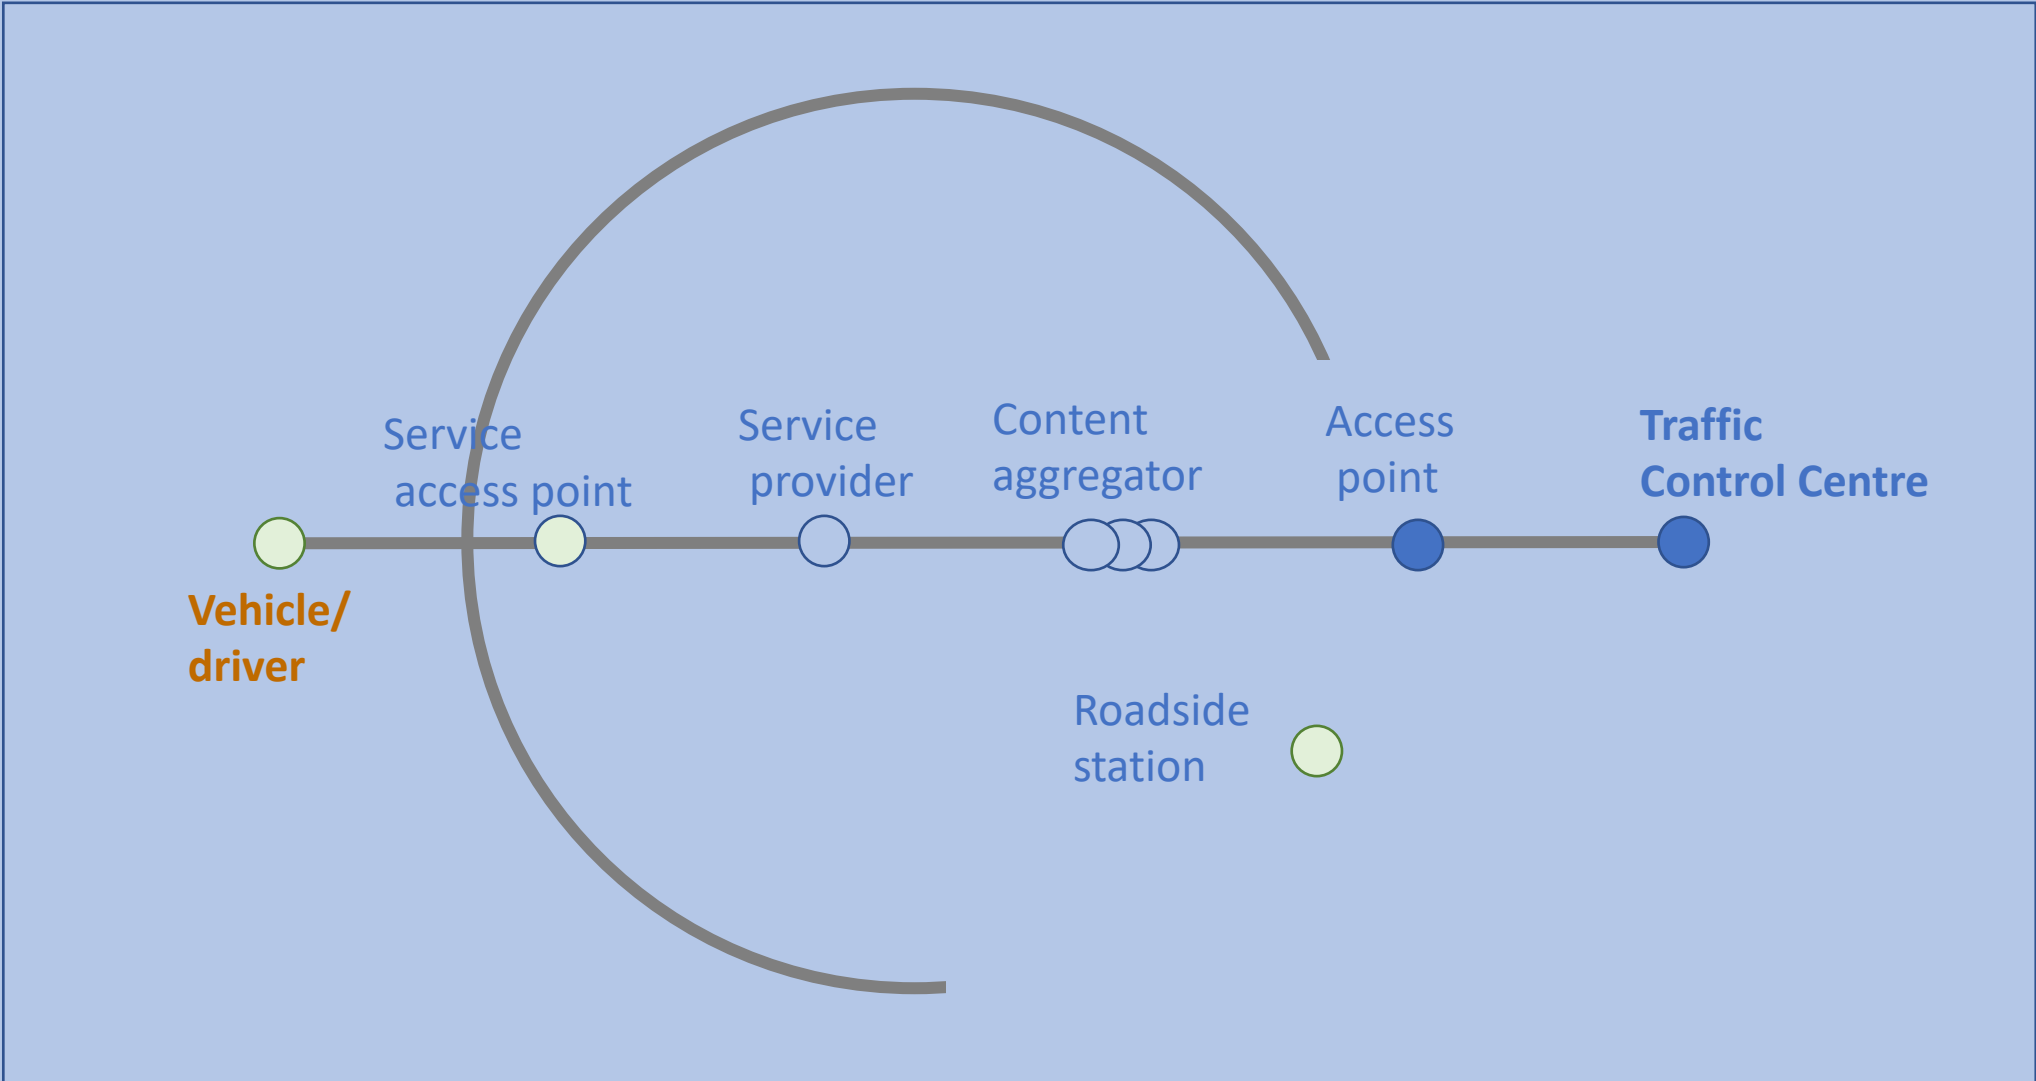 Service
access point
Service
provider
Content
aggregator
Access
point
Traffic
Control Centre
Vehicle/
driver
Roadside
station